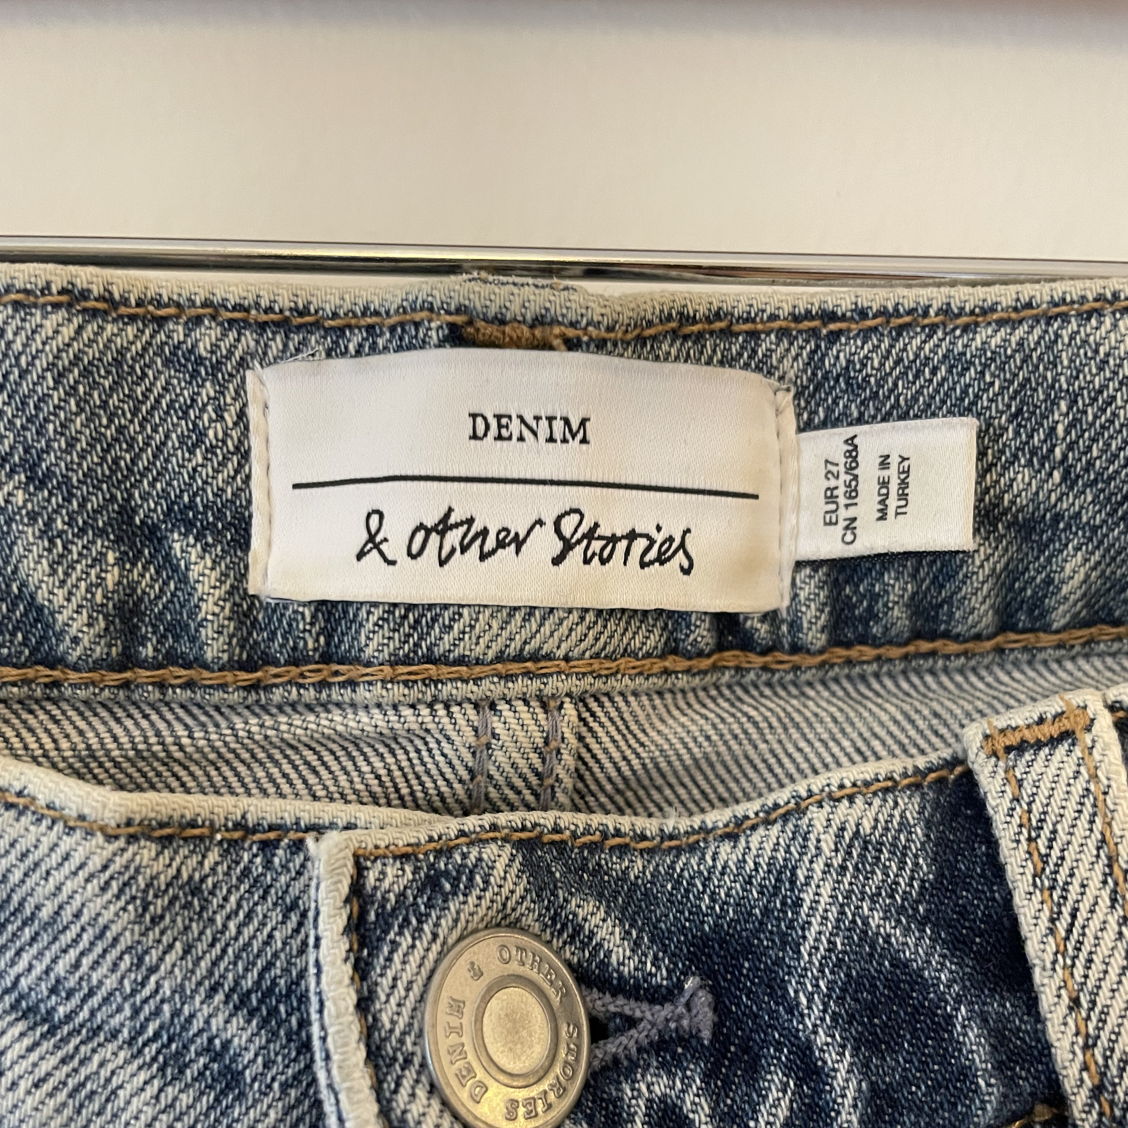 DENIM
& other Stories
EUR 27
CN 165/68A
MADE IN
TURKEY
& OTHER STORIES DENIM